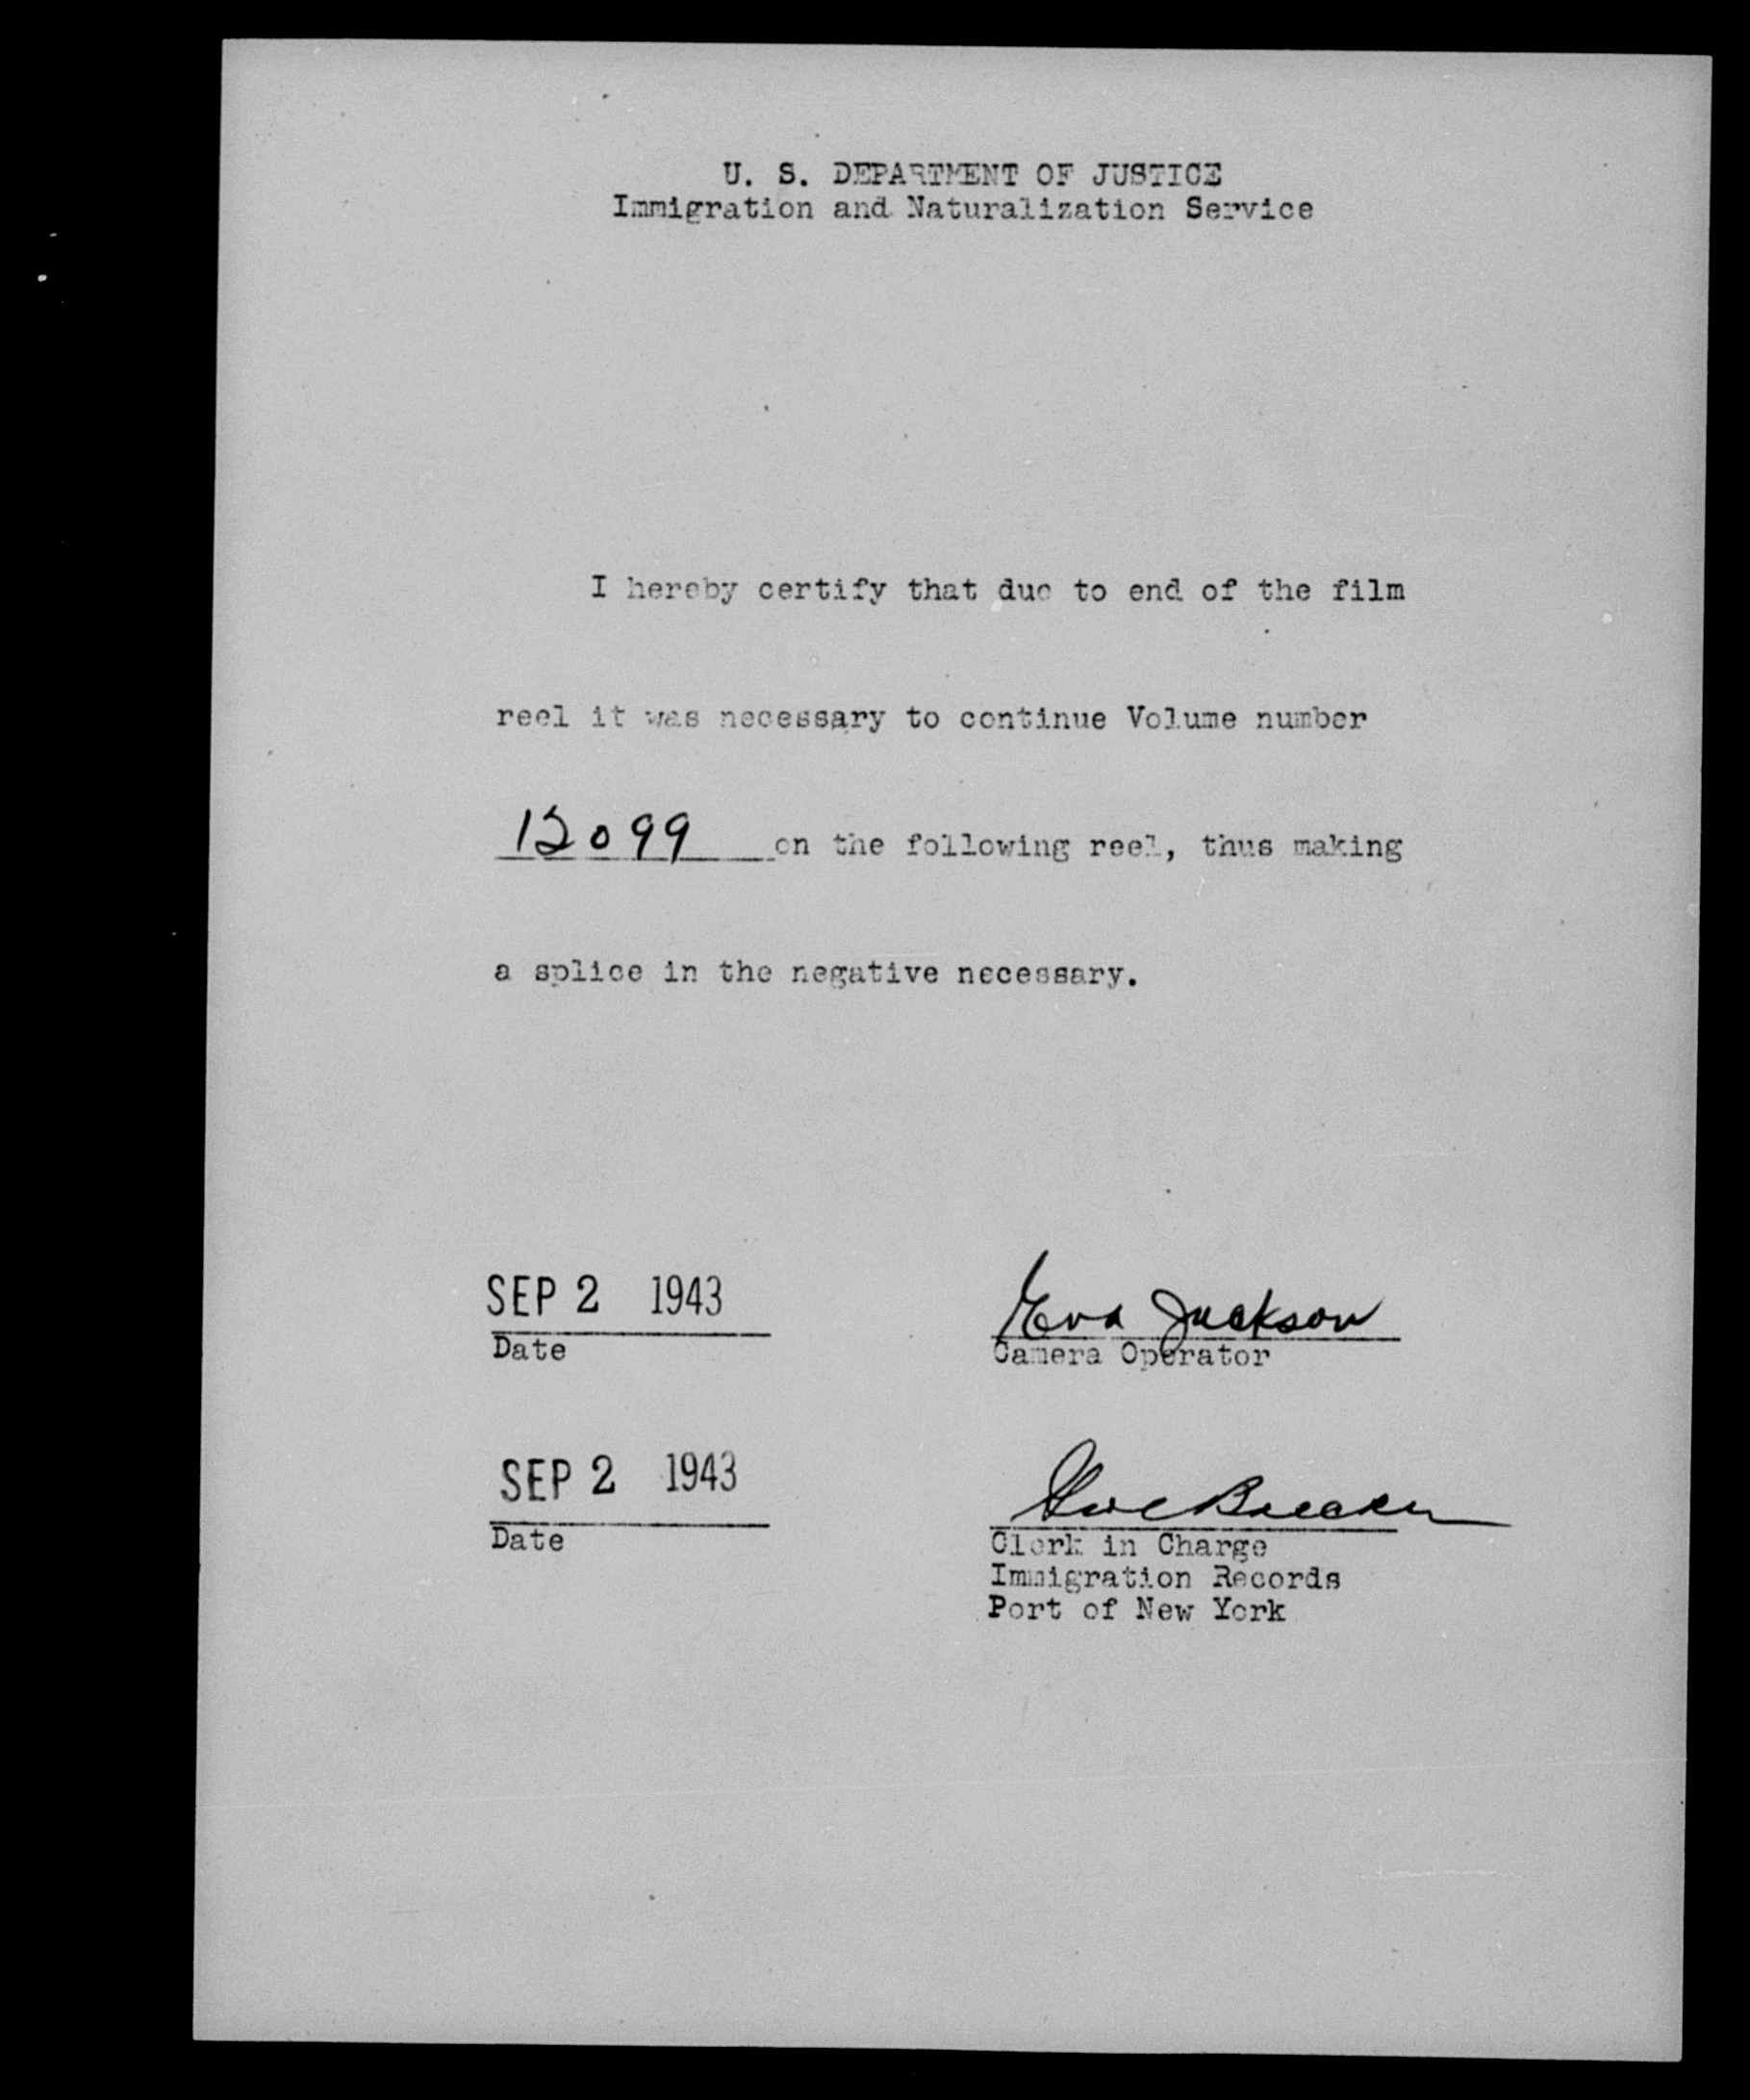 U. S. DEPARTMENT OF JUSTICE
Immigration and Naturalization Service
I hereby certify that due to end of the film
reel it was necessary to continue Volume number
12099 on the following reel, thus making
a splice in the negative necessary.
SEP 2 1943
Date
Eva Jackson
Camera Operator
SEP 2 1943
Date
Clerk in Charge
Immigration Records
Port of New York